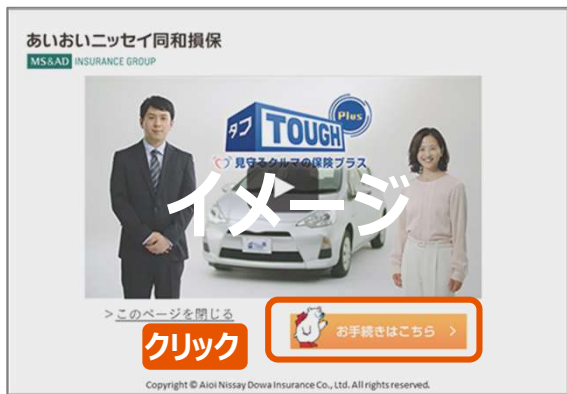 あいおいニッセイ同和損保
MS&AD INSURANCE GROUP
タフ TOUGH Plus
見守るクルマの保険プラス
イメージ
>このページを閉じる
クリック
お手続きはこちら >
Copyright © Aioi Nissay Dowa Insurance Co., Ltd. All rights reserved.